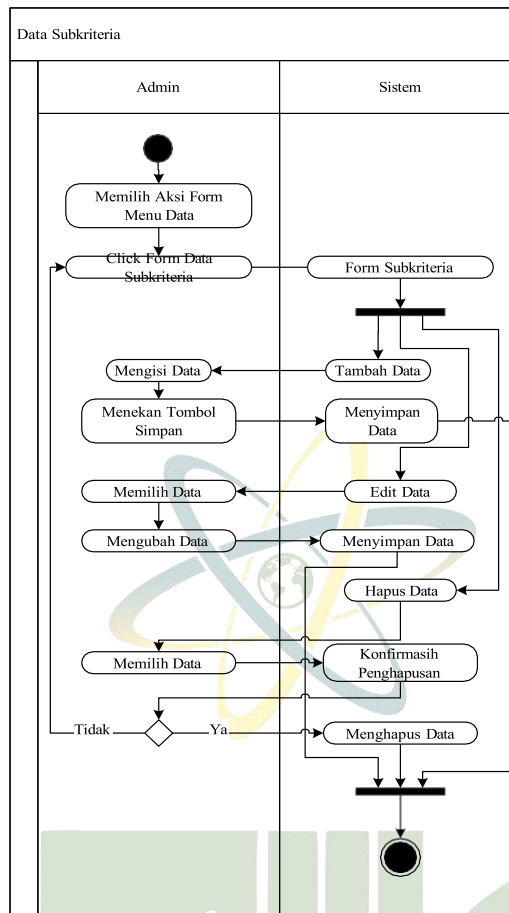 Data Subkriteria
Admin
Sistem
Memilih Aksi Form
Menu Data
Click Form Data
Subkriteria
Form Subkriteria
Mengisi Data
Tambah Data
Menekan Tombol
Simpan
Menyimpan
Data
Memilih Data
Edit Data
Mengubah Data
Menyimpan Data
Hapus Data
Memilih Data
Konfirmasih
Penghapusan
Tidak
Ya
Menghapus Data